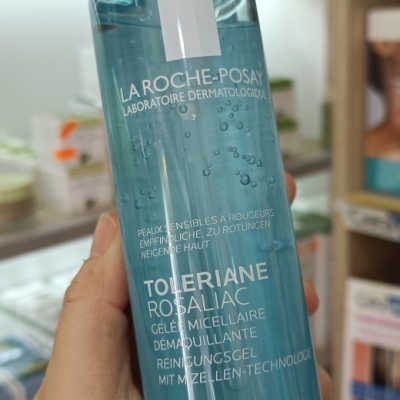 LA ROCHE-POSAY
LABORATOIRE DERMATOLOGIQUE
PEAUX SENSIBLES À ROUGEURS
EMPFINDLICHE, ZU RÖTUNGEN
NEIGENDE HAUT
TOLERIANE
ROSALIAC
GELÉE MICELLAIRE
DÉMAQUILLANTE
REINIGUNGSGEL
MIT MIZELLEN-TECHNOLOGIE